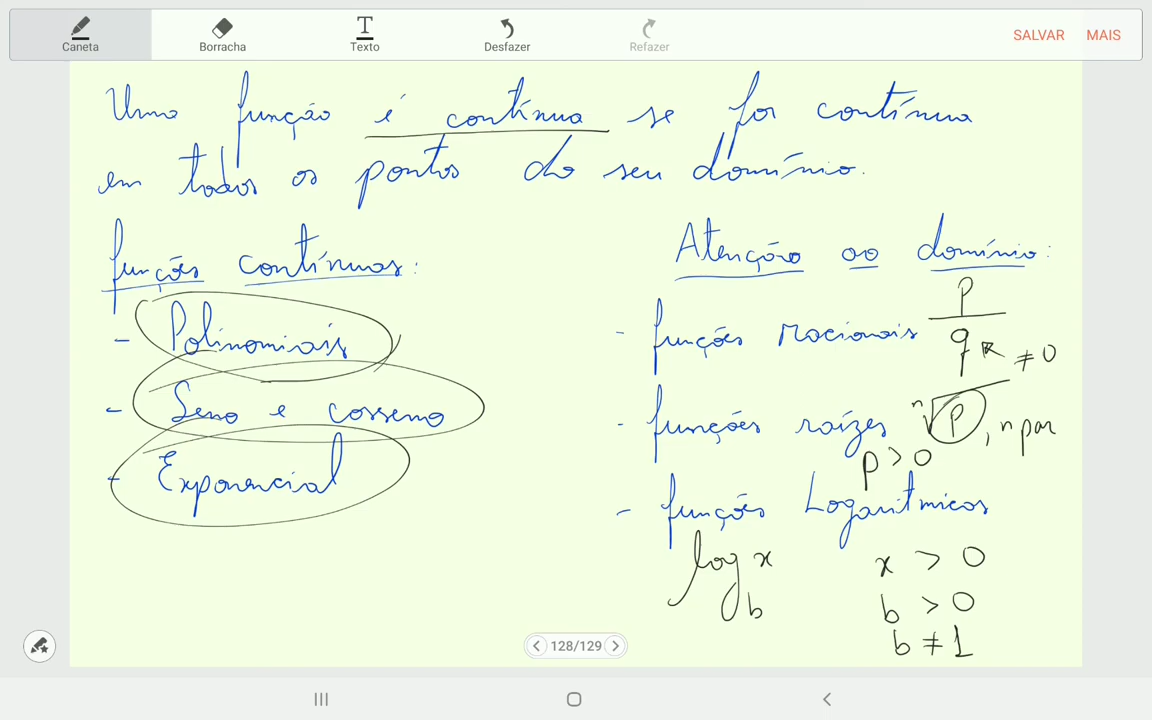 Caneta
Borracha
Texto
Desfazer
Refazer
SALVAR
MAIS
Uma função é contínua se for contínua
em todos os pontos do seu domínio.
funções contínuas:
- Polinomiais
- Seno e cosseno
- Exponencial
Atenção ao domínio:
- funções racionais P/q ≠ 0
- funções raízes ⁿ√P, n par
P > 0
- funções Logarítmicas
log_b x
x > 0
b > 0
b ≠ 1
128/129